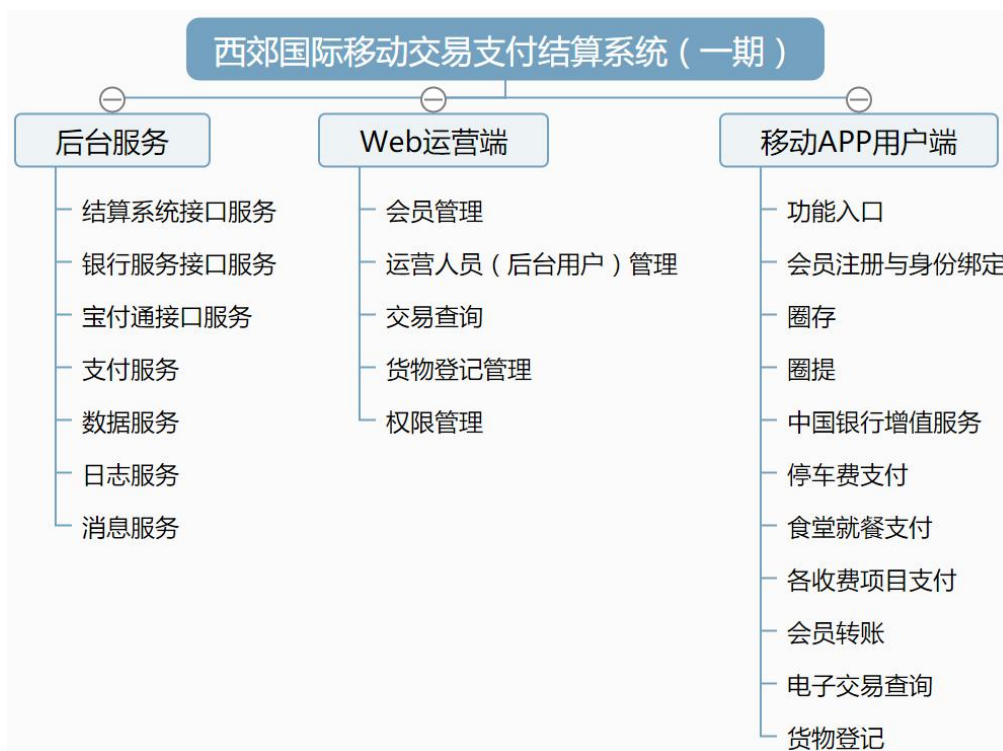 西郊国际移动交易支付结算系统（一期）
后台服务
结算系统接口服务
银行服务接口服务
宝付通接口服务
支付服务
数据服务
日志服务
消息服务
Web运营端
会员管理
运营人员（后台用户）管理
交易查询
货物登记管理
权限管理
移动APP用户端
功能入口
会员注册与身份绑定
圈存
圈提
中国银行增值服务
停车费支付
食堂就餐支付
各收费项目支付
会员转账
电子交易查询
货物登记